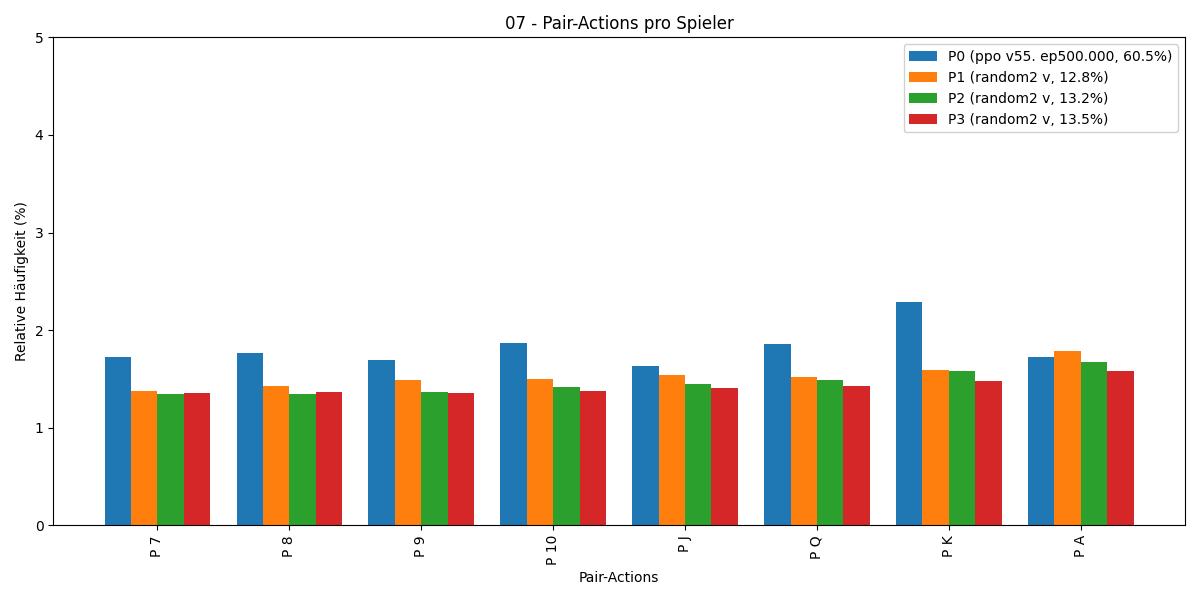 07 - Pair-Actions pro Spieler
Relative Häufigkeit (%)
5
4
3
2
1
0
P0 (ppo v55. ep500.000, 60.5%)
P1 (random2 v, 12.8%)
P2 (random2 v, 13.2%)
P3 (random2 v, 13.5%)
P 7
P 8
P 9
P 10
P J
P Q
P K
P A
Pair-Actions